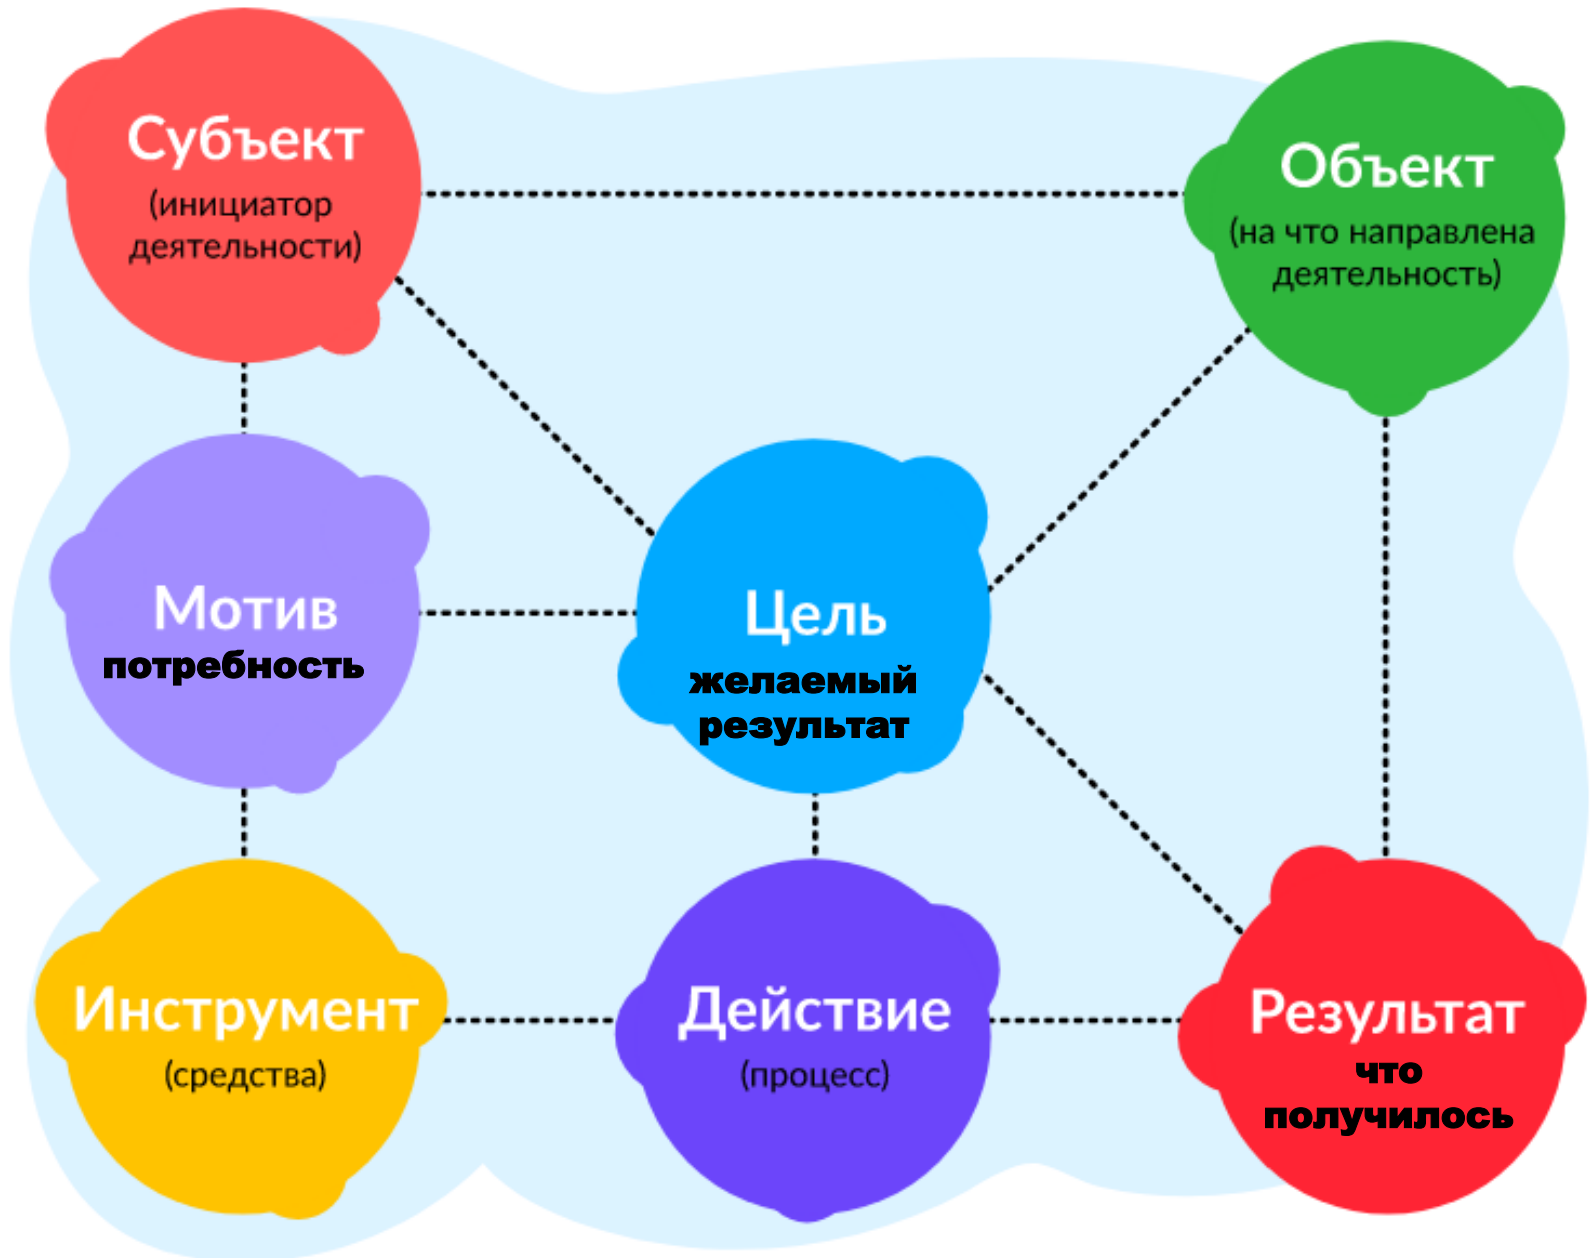 Субъект
(инициатор
деятельности)
Объект
(на что направлена
деятельность)
Мотив
потребность
Цель
желаемый
результат
Инструмент
(средства)
Действие
(процесс)
Результат
что
получилось